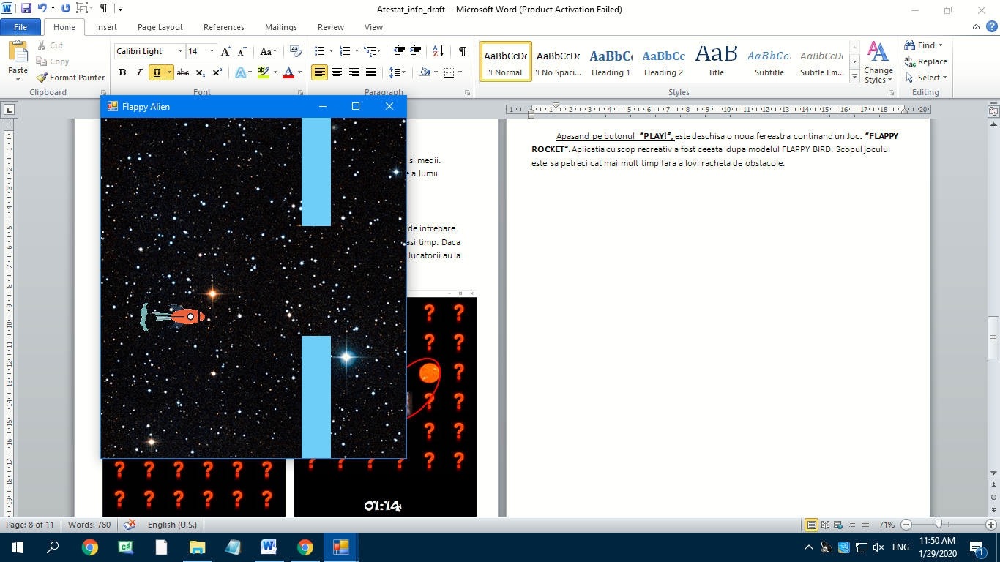 Atestat_info_draft - Microsoft Word (Product Activation Failed)
File Home Insert Page Layout References Mailings Review View
Paste
Cut
Copy
Format Painter
Clipboard
Calibri Light 14
Font
Paragraph
AaBbCcDc AaBbCcDc AaBbCc AaBbCc AaB AaBbCc. AaBbCcDc
¶ Normal ¶ No Spaci... Heading 1 Heading 2 Title Subtitle Subtle Em...
Change Styles
Styles
Find
Replace
Select
Editing
Flappy Alien
si medii.
e a lumii
de intrebare.
asi timp. Daca
Jucatorii au la
01:14
Apasand pe butonul "PLAY!", este deschisa o noua fereastra continand un Joc: "FLAPPY
ROCKET". Aplicatia cu scop recreativ a fost ceeata dupa modelul FLAPPY BIRD. Scopul jocului
este sa petreci cat mai mult timp fara a lovi racheta de obstacole.
Page: 8 of 11 Words: 780 English (U.S.) 71%
ENG
11:50 AM
1/29/2020
1